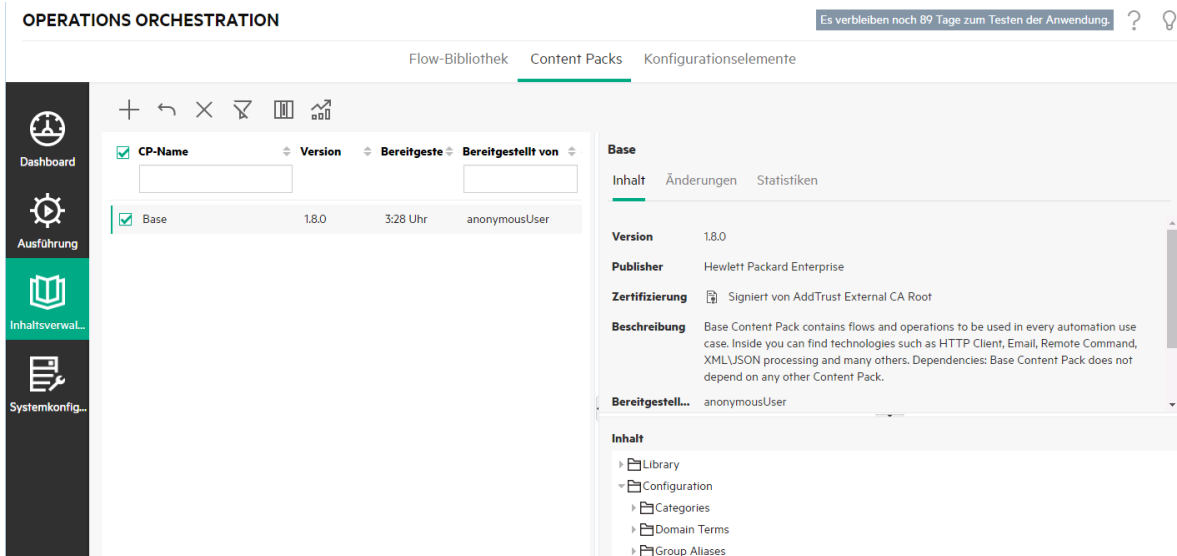 OPERATIONS ORCHESTRATION
Es verbleiben noch 89 Tage zum Testen der Anwendung.
Flow-Bibliothek
Content Packs
Konfigurationselemente
Dashboard
Ausführung
Inhaltsverwal...
Systemkonfig...
CP-Name
Version
Bereitgeste
Bereitgestellt von
Base
1.8.0
3:28 Uhr
anonymousUser
Base
Inhalt
Änderungen
Statistiken
Version
1.8.0
Publisher
Hewlett Packard Enterprise
Zertifizierung
Signiert von AddTrust External CA Root
Beschreibung
Base Content Pack contains flows and operations to be used in every automation use
case. Inside you can find technologies such as HTTP Client, Email, Remote Command,
XML\JSON processing and many others. Dependencies: Base Content Pack does not
depend on any other Content Pack.
Bereitgestell...
anonymousUser
Inhalt
Library
Configuration
Categories
Domain Terms
Group Aliases